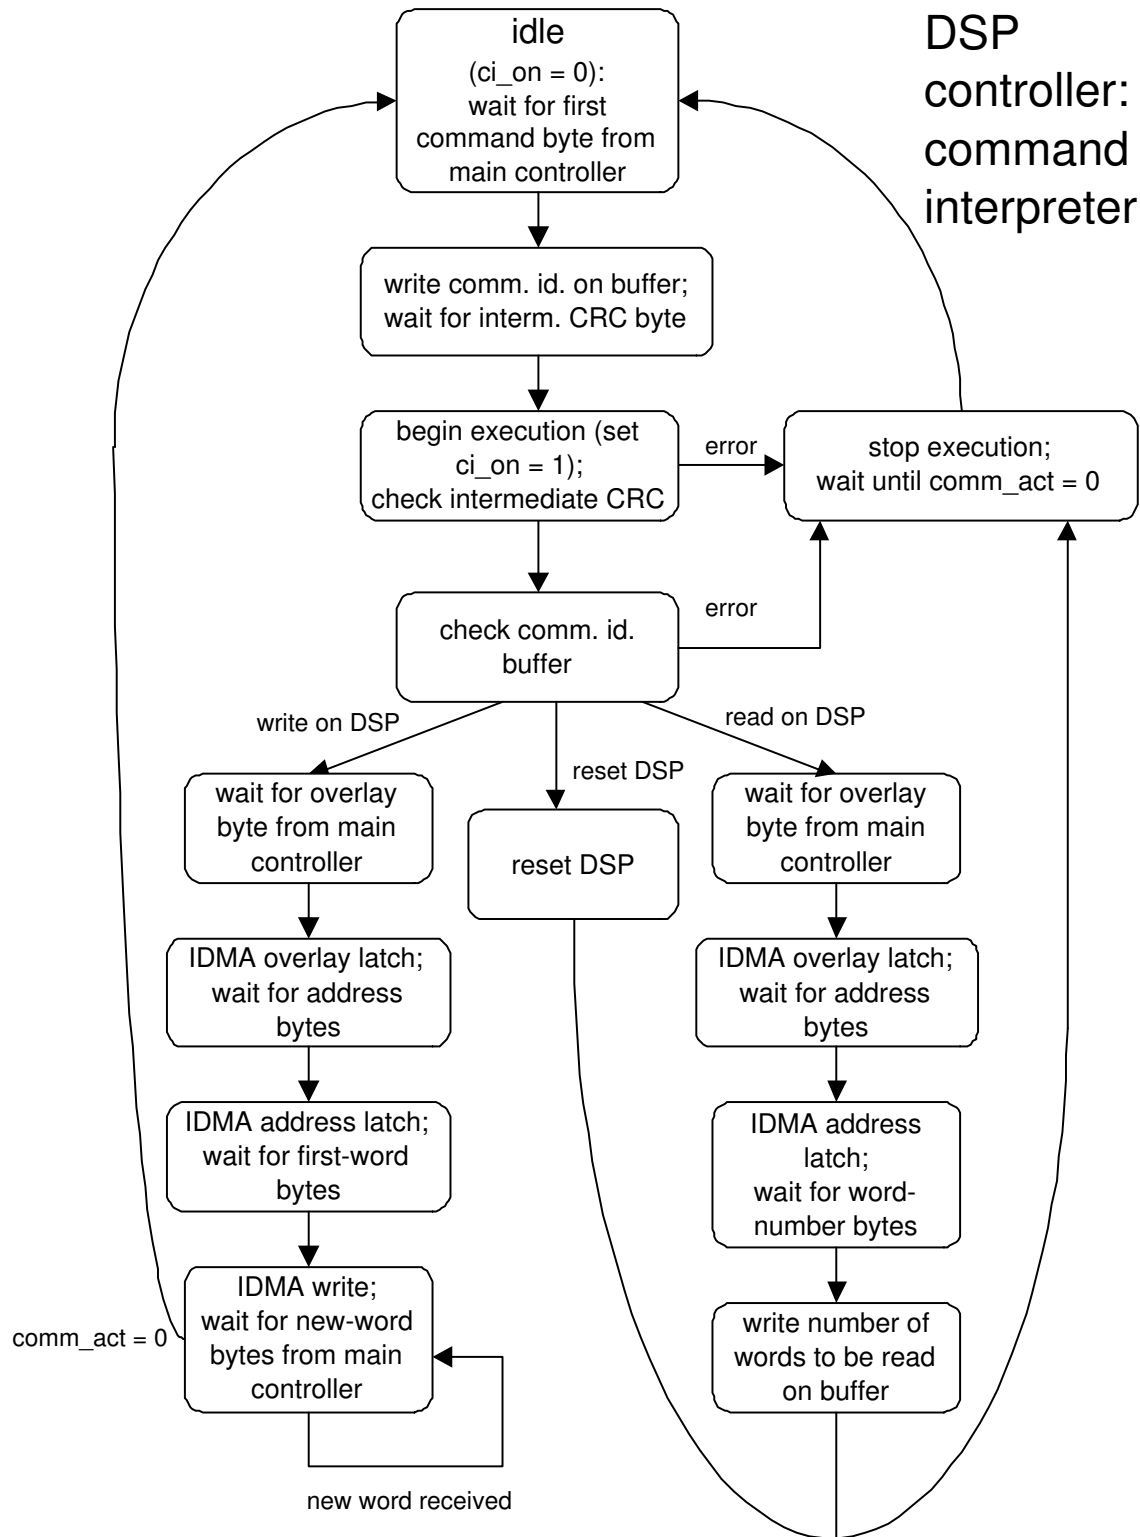 DSP
controller:
command
interpreter
idle
(ci_on = 0):
wait for first
command byte from
main controller
write comm. id. on buffer;
wait for interm. CRC byte
begin execution (set
ci_on = 1);
check intermediate CRC
error
stop execution;
wait until comm_act = 0
check comm. id.
buffer
error
write on DSP
reset DSP
read on DSP
wait for overlay
byte from main
controller
reset DSP
wait for overlay
byte from main
controller
IDMA overlay latch;
wait for address
bytes
IDMA overlay latch;
wait for address
bytes
IDMA address latch;
wait for first-word
bytes
IDMA address
latch;
wait for word-
number bytes
IDMA write;
wait for new-word
bytes from main
controller
comm_act = 0
write number of
words to be read
on buffer
new word received